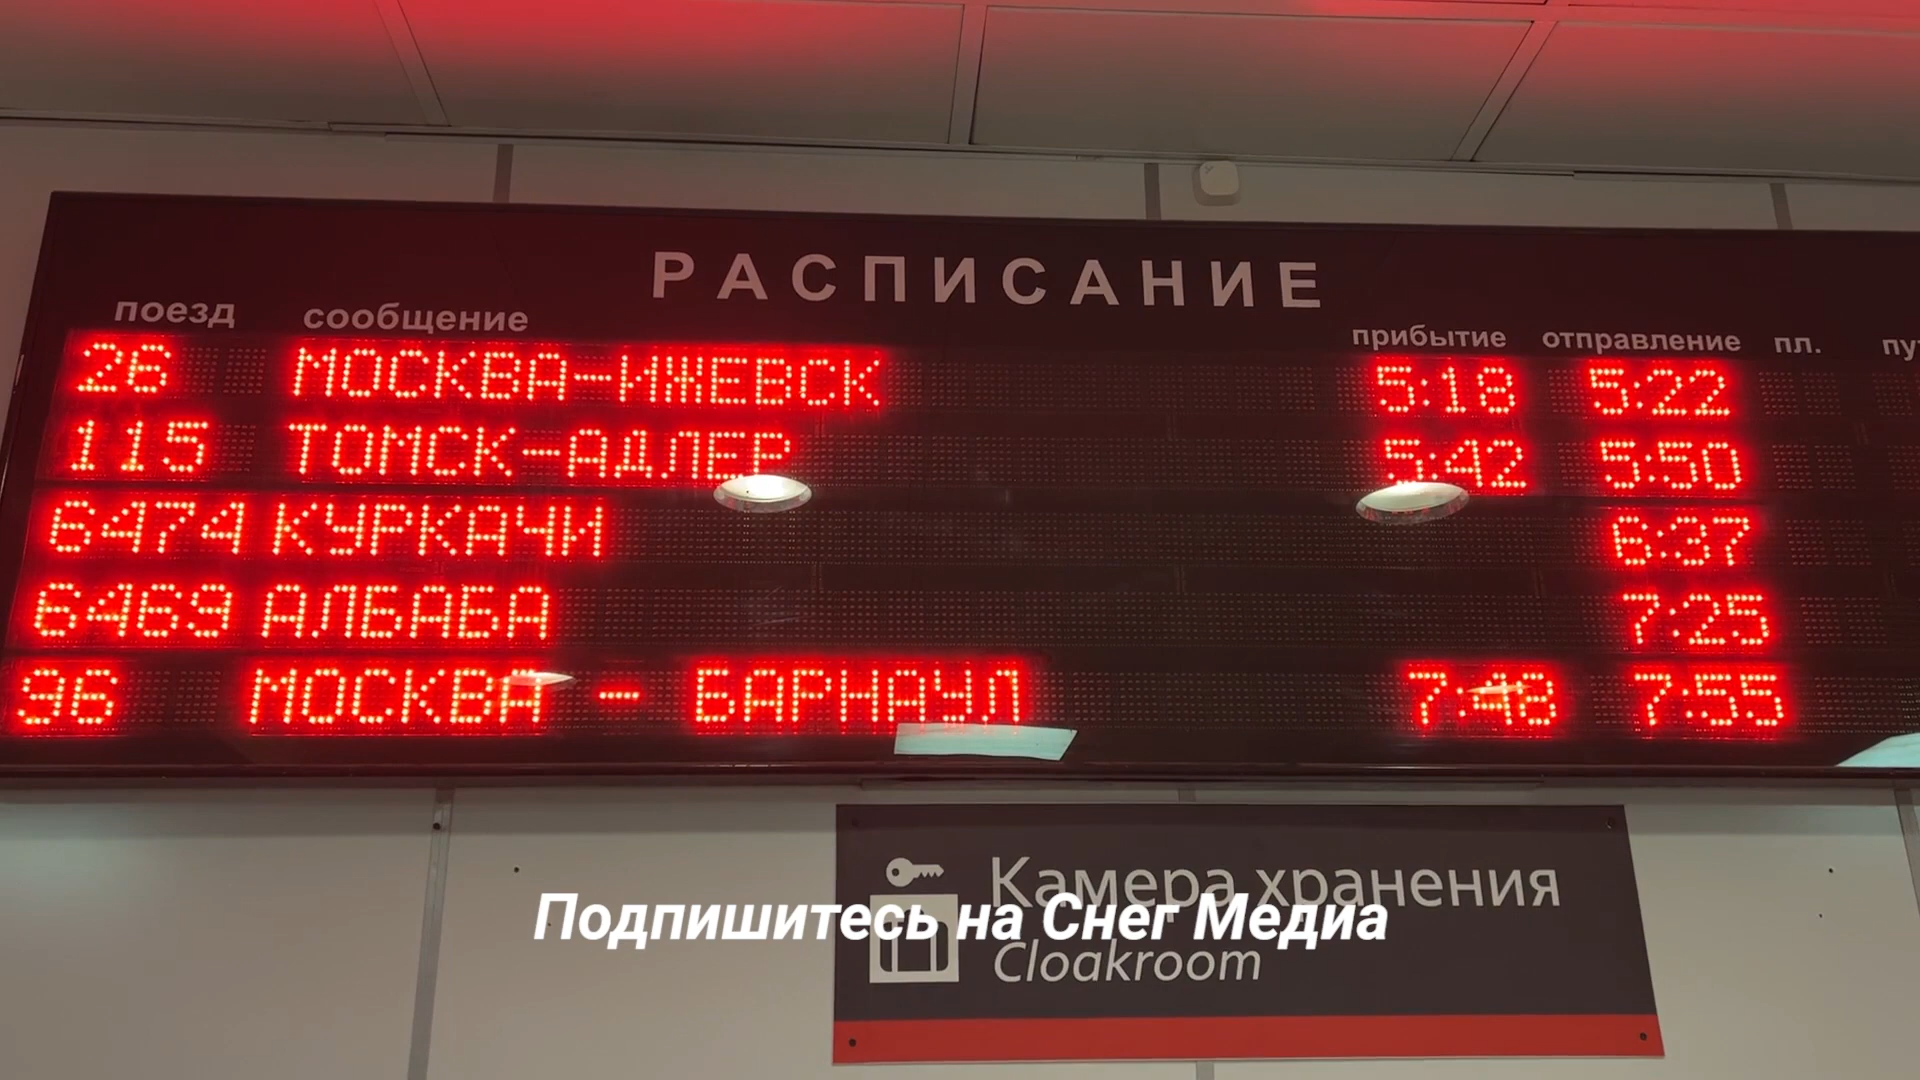 РАСПИСАНИЕ
поезд сообщение прибытие отправление пл.
26 МОСКВА-ИЖЕВСК 5:18 5:22
115 ТОМСК-АДЛЕР 5:42 5:50
6474 КУРКАЧИ 6:37
6469 АЛБАБА 7:25
96 МОСКВА - БАРНАУЛ 7:48 7:55
Камера хранения
Подпишитесь на Снег Медиа
Cloakroom